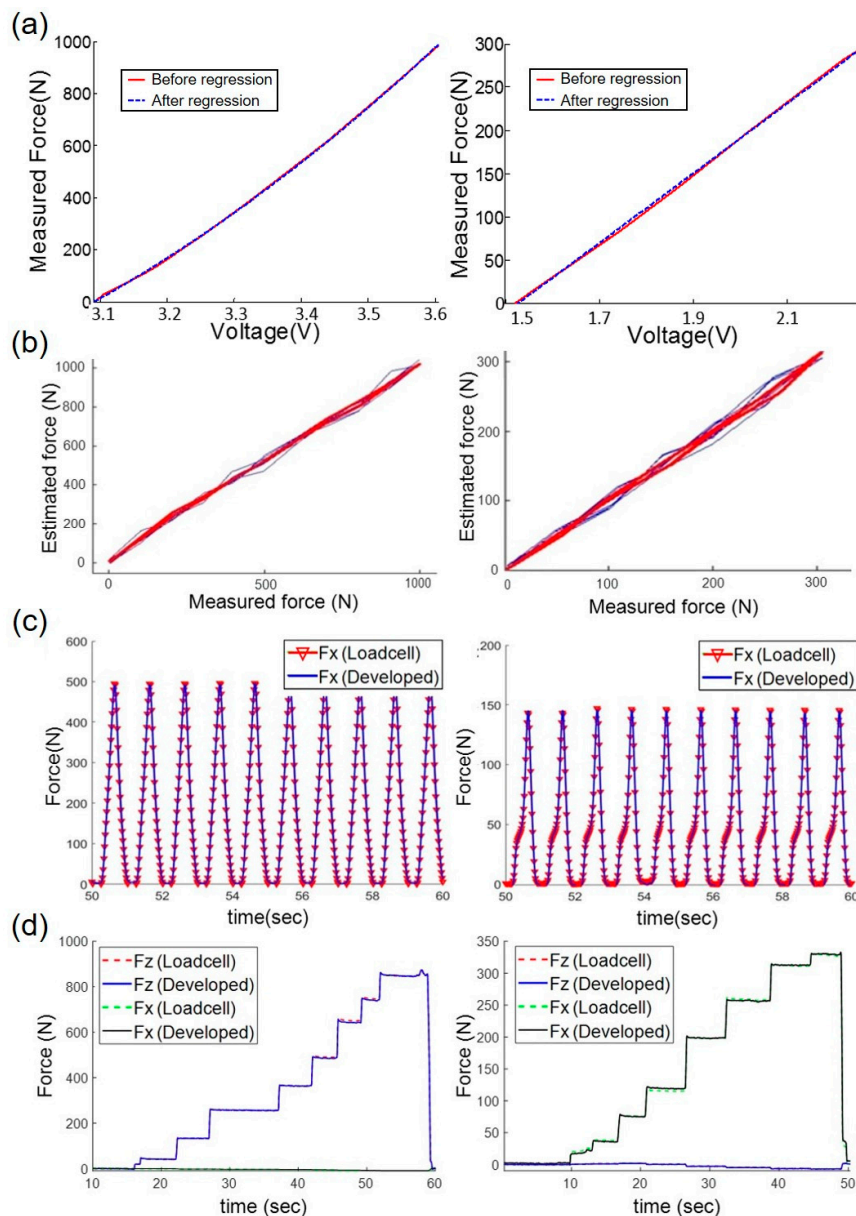 (a)
1000
800
600
400
200
0
Measured Force(N)
Before regression
After regression
3.1 3.2 3.3 3.4 3.5 3.6
Voltage(V)
300
250
200
150
100
50
0
Measured Force(N)
Before regression
After regression
1.5 1.7 1.9 2.1
Voltage(V)
(b)
1000
800
600
400
200
0
Estimated force (N)
0 500 1000
Measured force (N)
300
200
100
0
Estimated force (N)
0 100 200 300
Measured force (N)
(c)
600
500
400
300
200
100
0
Force(N)
Fx (Loadcell)
Fx (Developed)
50 52 54 56 58 60
time(sec)
200
150
100
50
0
Force(N)
Fx (Loadcell)
Fx (Developed)
50 52 54 56 58 60
time(sec)
(d)
1000
800
600
400
200
0
Force (N)
Fz (Loadcell)
Fz (Developed)
Fx (Loadcell)
Fx (Developed)
10 20 30 40 50 60
time (sec)
350
300
250
200
150
100
50
0
Force (N)
Fz (Loadcell)
Fz (Developed)
Fx (Loadcell)
Fx (Developed)
10 20 30 40 50
time (sec)